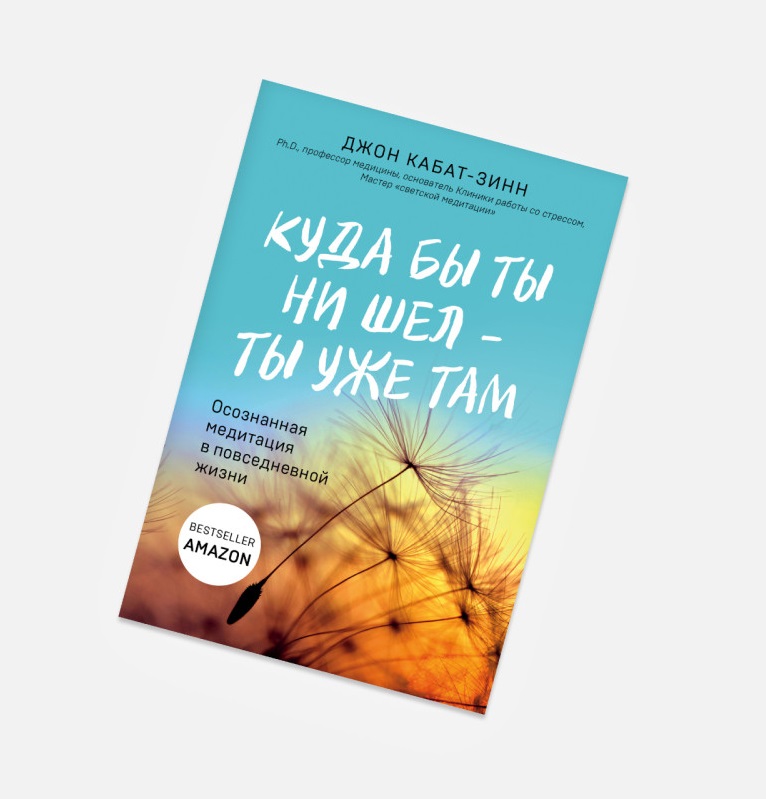 ДЖОН КАБАТ-ЗИНН
Ph.D., профессор медицины, основатель Клиники работы со стрессом.
Мастер «светской медитации»
КУДА БЫ ТЫ
НИ ШЕЛ –
ТЫ УЖЕ ТАМ
Осознанная
медитация
в повседневной
жизни
BESTSELLER
AMAZON